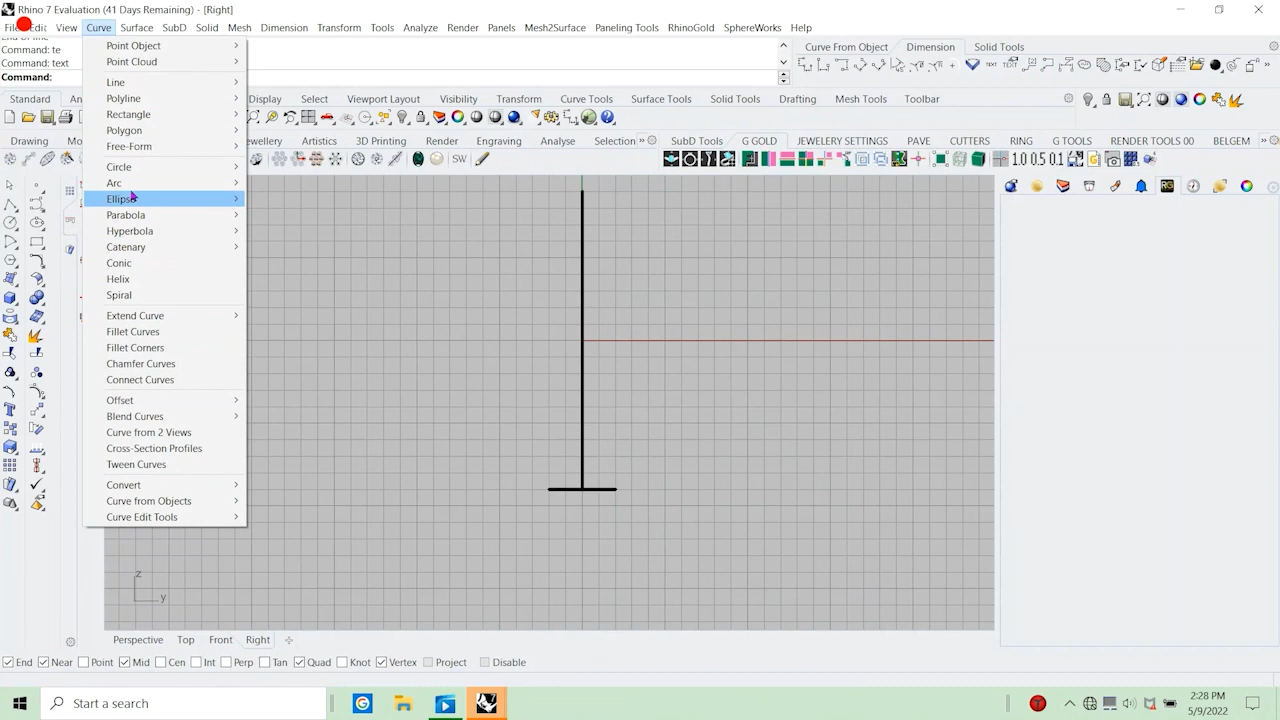 Rhino 7 Evaluation (41 Days Remaining) - [Right]
File Edit View Curve Surface SubD Solid Mesh Dimension Transform Tools Analyze Render Panels Mesh2Surface Paneling Tools RhinoGold SphereWorks Help
Command: te
Command: text
Command:
Curve From Object Dimension Solid Tools
Standard Display Select Viewport Layout Visibility Transform Curve Tools Surface Tools Solid Tools Drafting Mesh Tools Toolbar
Drawing Artistics 3D Printing Render Engraving Analyse Selection » SubD Tools G GOLD JEWELRY SETTINGS PAVE CUTTERS RING G TOOLS RENDER TOOLS 00 BELGEM »
SW 1.0 0.5 0.1
RG
Point Object
Point Cloud
Line
Polyline
Rectangle
Polygon
Free-Form
Circle
Arc
Parabola
Hyperbola
Catenary
Conic
Helix
Spiral
Extend Curve
Fillet Curves
Fillet Corners
Chamfer Curves
Connect Curves
Offset
Blend Curves
Curve from 2 Views
Cross-Section Profiles
Tween Curves
Convert
Curve from Objects
Curve Edit Tools
z
y
Perspective Top Front Right
End Near Point Mid Cen Int Perp Tan Quad Knot Vertex Project Disable
Start a search
2:28 PM
5/9/2022